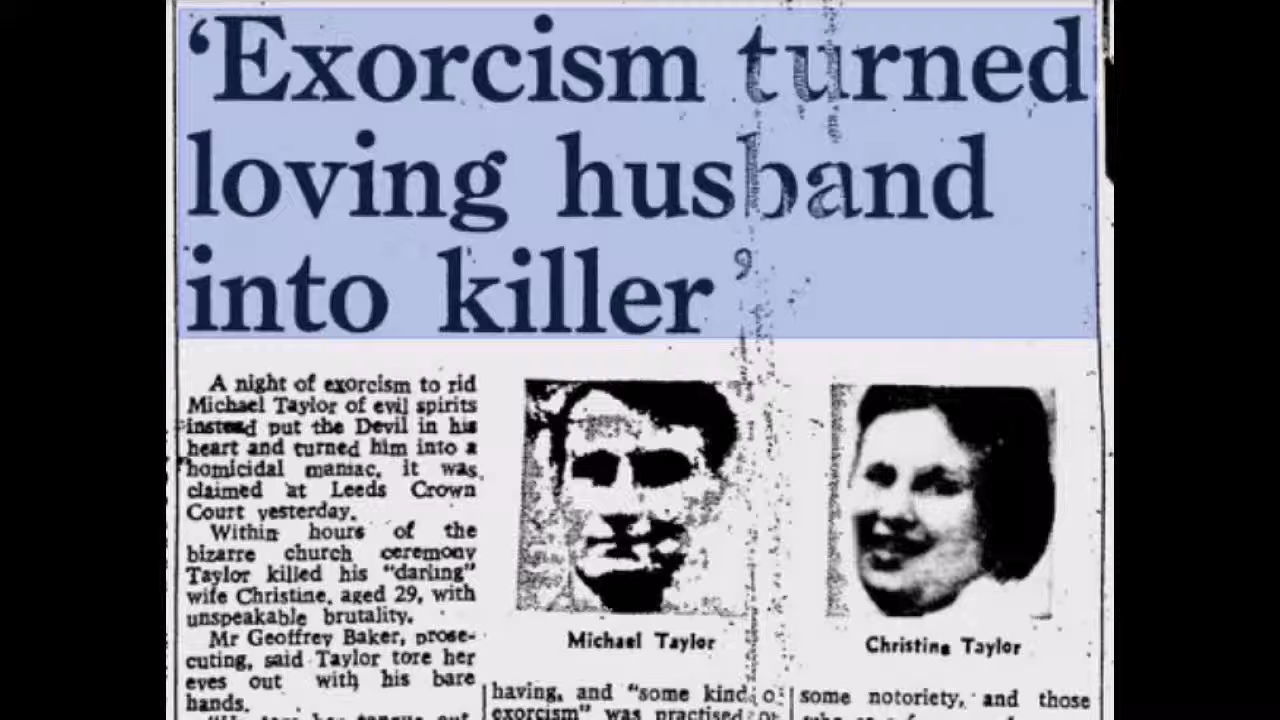 ‘Exorcism turned
loving husband
into killer’
A night of exorcism to rid
Michael Taylor of evil spirits
instead put the Devil in his
heart and turned him into a
homicidal maniac, it was
claimed at Leeds Crown
Court yesterday.
Within hours of the
bizarre church ceremony
Taylor killed his "darling"
wife Christine, aged 29, with
unspeakable brutality.
Mr Geoffrey Baker, prose-
cuting, said Taylor tore her
eyes out with his bare
hands.
Michael Taylor
Christine Taylor
having, and "some kind
exorcism" was practised
some notoriety, and those